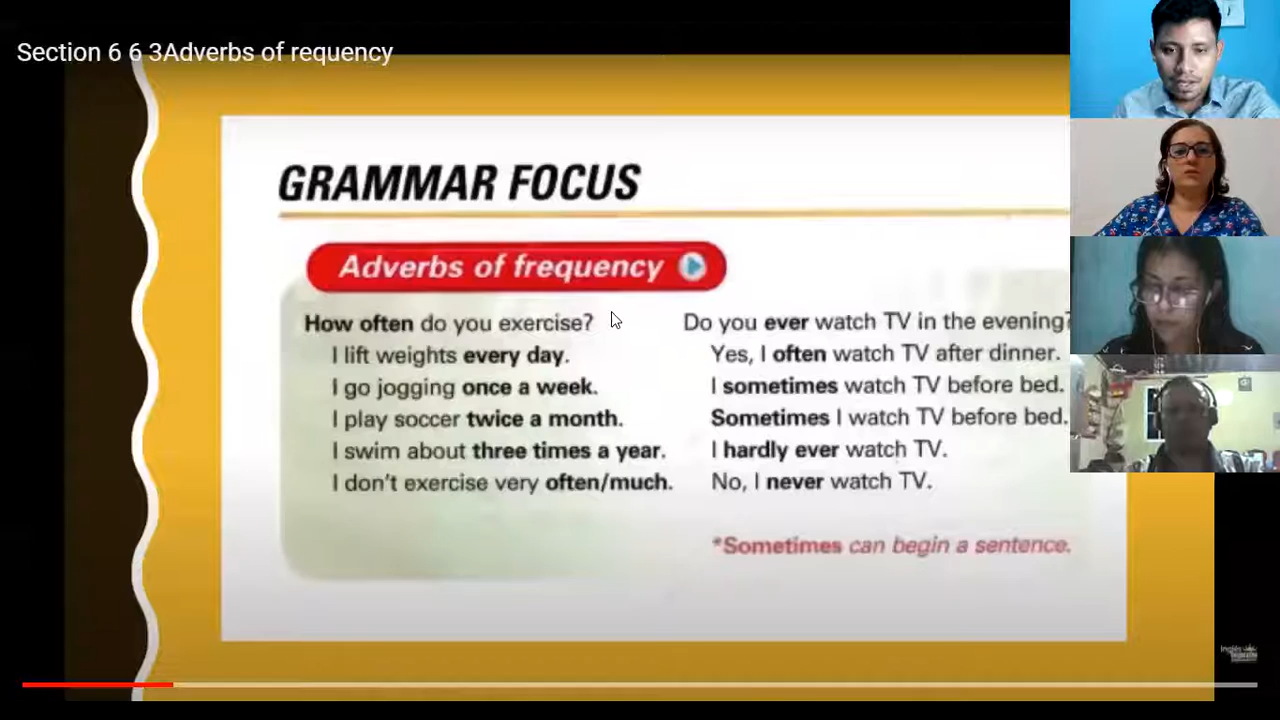 Section 6 6 3Adverbs of requency
GRAMMAR FOCUS
Adverbs of frequency
How often do you exercise?
I lift weights every day.
I go jogging once a week.
I play soccer twice a month.
I swim about three times a year.
I don't exercise very often/much.
Do you ever watch TV in the evening?
Yes, I often watch TV after dinner.
I sometimes watch TV before bed.
Sometimes I watch TV before bed.
I hardly ever watch TV.
No, I never watch TV.
*Sometimes can begin a sentence.